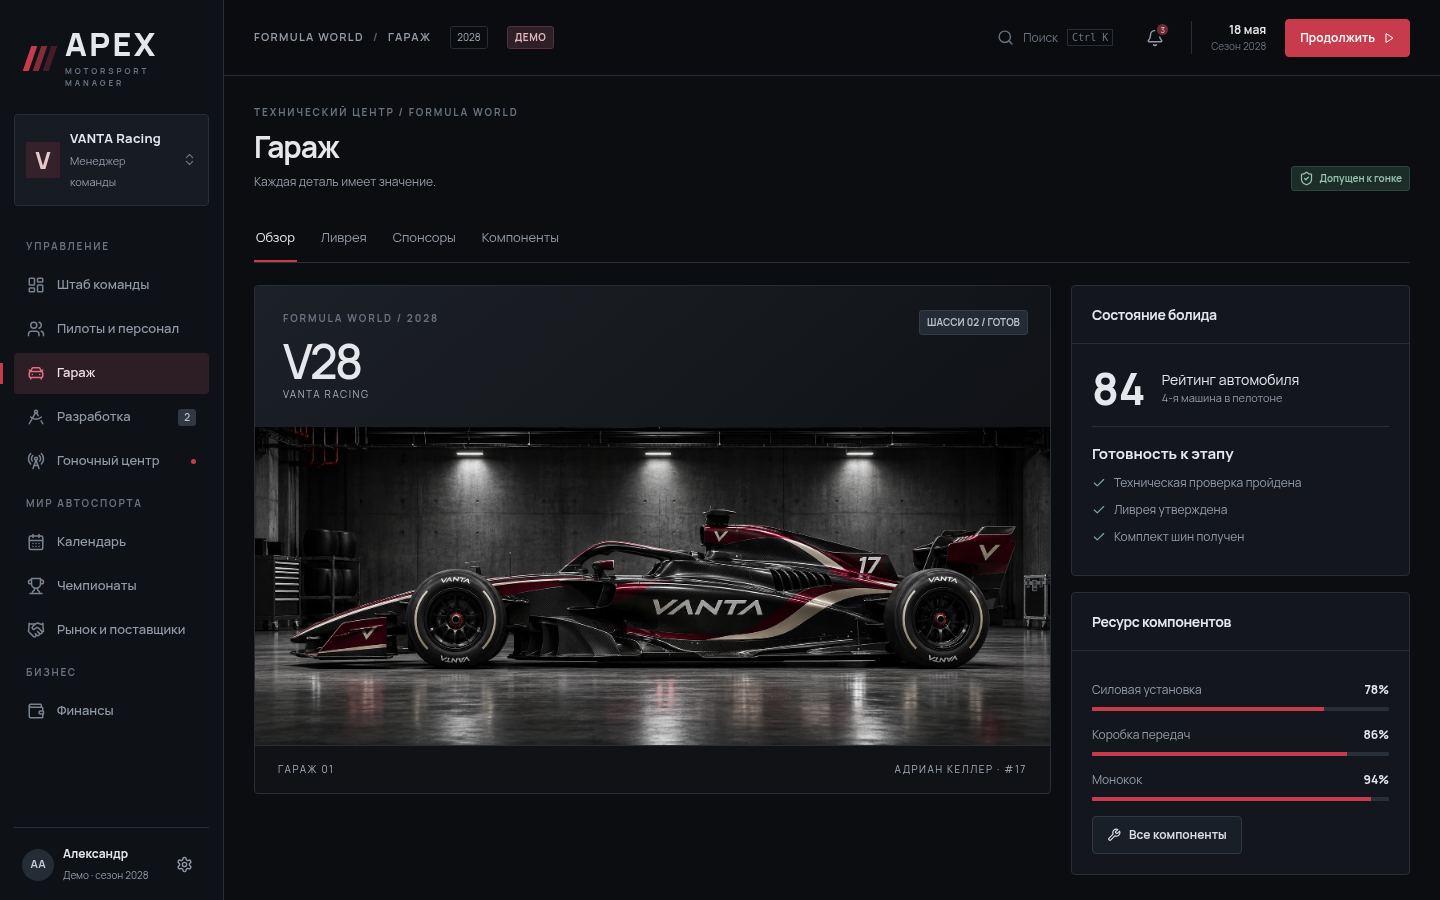 APEX
MOTORSPORT
MANAGER
V
VANTA Racing
Менеджер
команды
УПРАВЛЕНИЕ
Штаб команды
Пилоты и персонал
Гараж
Разработка
2
Гоночный центр
МИР АВТОСПОРТА
Календарь
Чемпионаты
Рынок и поставщики
БИЗНЕС
Финансы
AA
Александр
Демо · сезон 2028
FORMULA WORLD / ГАРАЖ
2028
ДЕМО
Поиск
Ctrl K
3
18 мая
Сезон 2028
Продолжить
ТЕХНИЧЕСКИЙ ЦЕНТР / FORMULA WORLD
Гараж
Каждая деталь имеет значение.
Допущен к гонке
Обзор
Ливрея
Спонсоры
Компоненты
FORMULA WORLD / 2028
V28
VANTA RACING
ШАССИ 02 / ГОТОВ
V
17
V
VANTA
VANTA
VANTA
V
VANTA
VANTA
ГАРАЖ 01
АДРИАН КЕЛЛЕР · #17
Состояние болида
84
Рейтинг автомобиля
4-я машина в пелотоне
Готовность к этапу
Техническая проверка пройдена
Ливрея утверждена
Комплект шин получен
Ресурс компонентов
Силовая установка 78%
Коробка передач 86%
Монокок 94%
Все компоненты